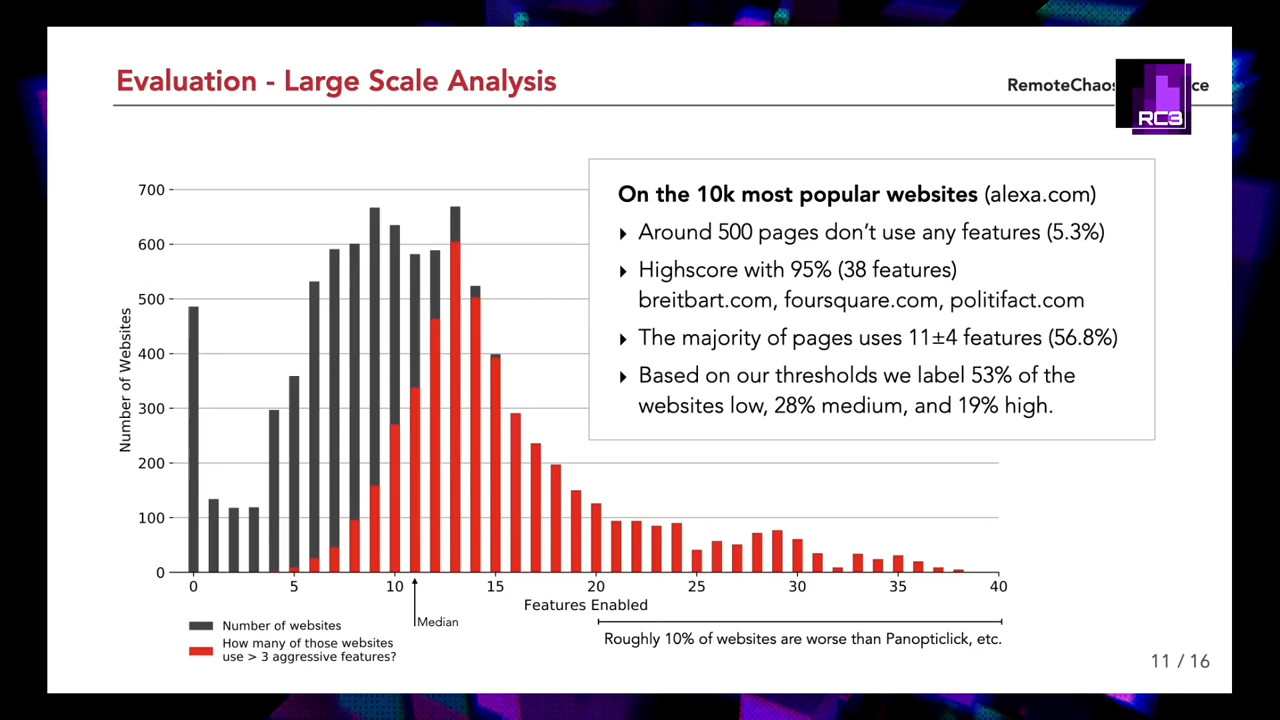 Evaluation - Large Scale Analysis
RemoteChaos ce
RC3
On the 10k most popular websites (alexa.com)
Around 500 pages don't use any features (5.3%)
Highscore with 95% (38 features)
breitbart.com, foursquare.com, politifact.com
The majority of pages uses 11±4 features (56.8%)
Based on our thresholds we label 53% of the
websites low, 28% medium, and 19% high.
Number of Websites
700
600
500
400
300
200
100
0
0 5 10 15 20 25 30 35 40
Features Enabled
Median
Number of websites
How many of those websites
use > 3 aggressive features?
Roughly 10% of websites are worse than Panopticlick, etc.
11 / 16